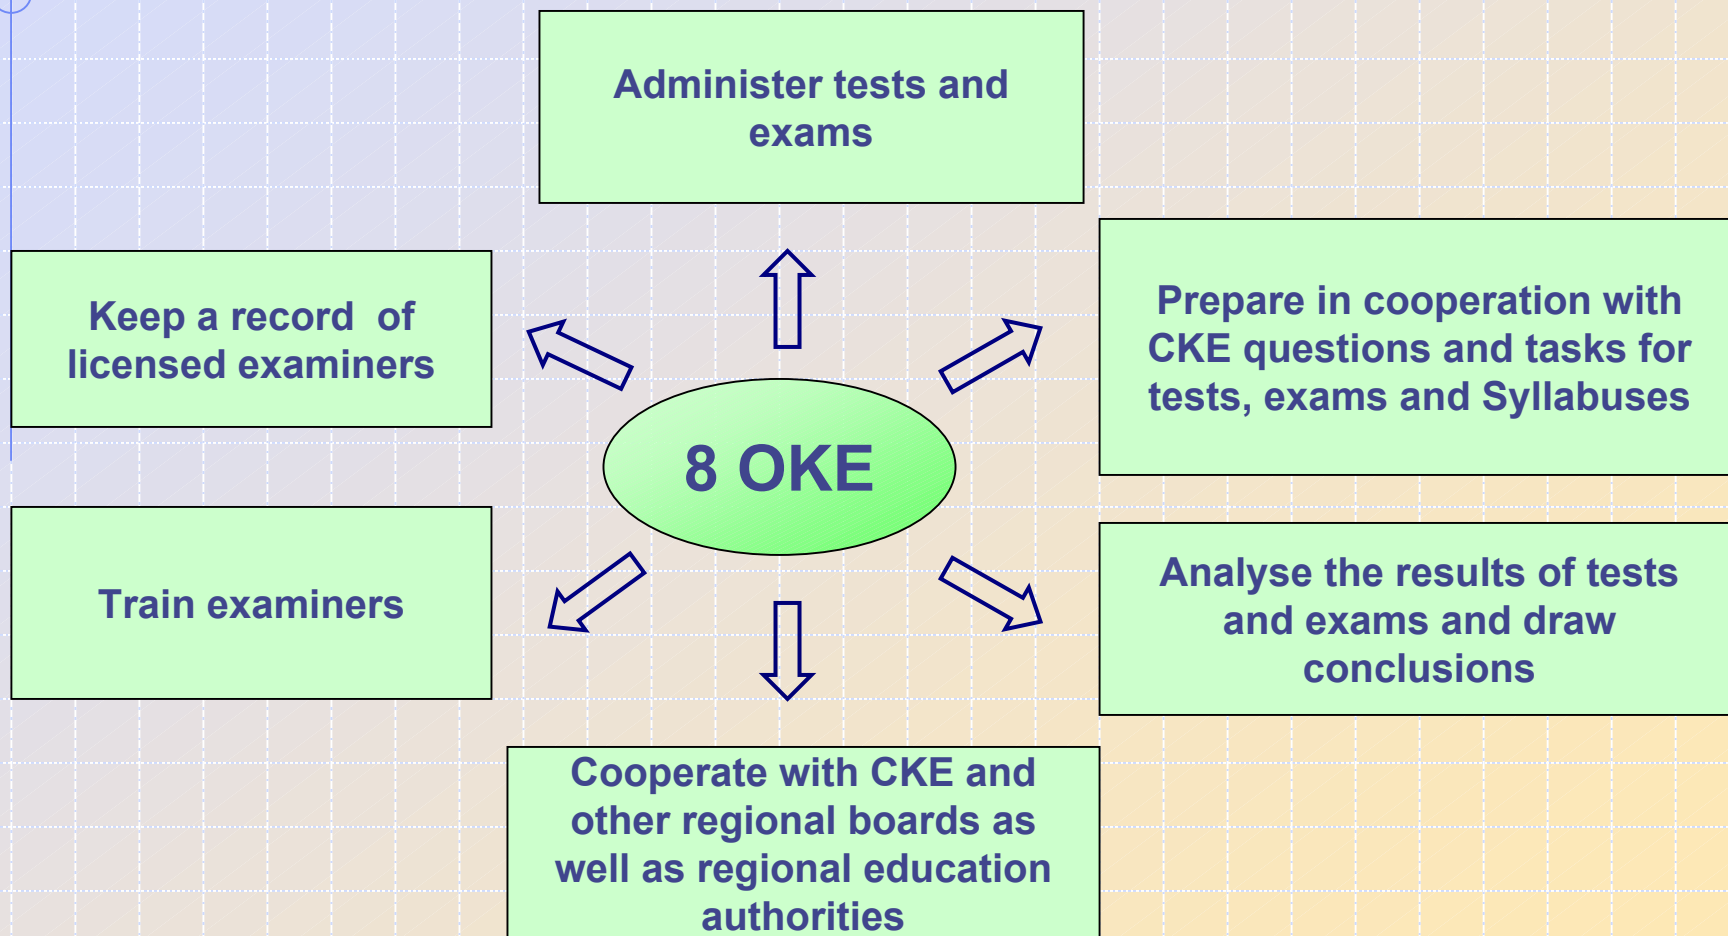 Administer tests and
exams
Keep a record of
licensed examiners
Prepare in cooperation with
CKE questions and tasks for
tests, exams and Syllabuses
8 OKE
Train examiners
Analyse the results of tests
and exams and draw
conclusions
Cooperate with CKE and
other regional boards as
well as regional education
authorities